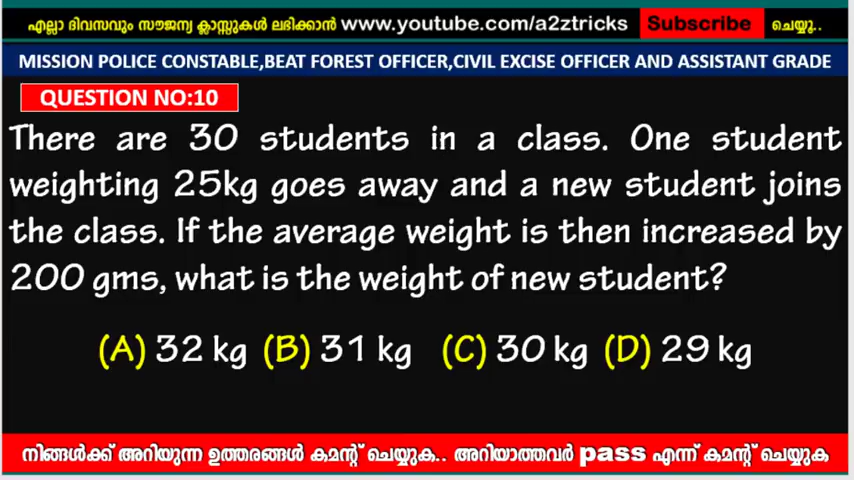 എല്ലാ ദിവസവും സൗജന്യ ക്ലാസ്സുകൾ ലഭിക്കാൻ www.youtube.com/a2ztricks Subscribe ചെയ്യൂ..
MISSION POLICE CONSTABLE,BEAT FOREST OFFICER,CIVIL EXCISE OFFICER AND ASSISTANT GRADE
QUESTION NO:10
There are 30 students in a class. One student
weighting 25kg goes away and a new student joins
the class. If the average weight is then increased by
200 gms, what is the weight of new student?
(A) 32 kg (B) 31 kg (C) 30 kg (D) 29 kg
നിങ്ങൾക്ക് അറിയുന്ന ഉത്തരങ്ങൾ കമന്റ് ചെയ്യുക.. അറിയാത്തവർ pass എന്ന് കമന്റ് ചെയ്യുക